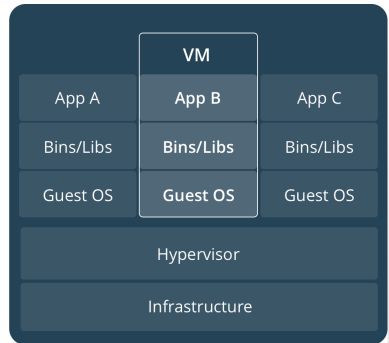 VM
App A App B App C
Bins/Libs Bins/Libs Bins/Libs
Guest OS Guest OS Guest OS
Hypervisor
Infrastructure